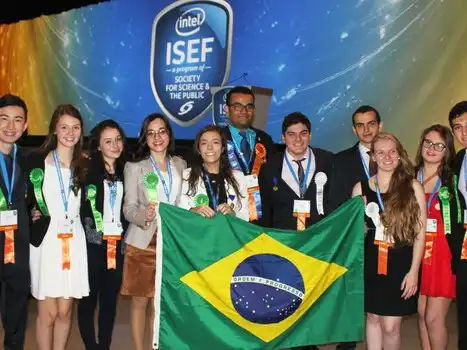 intel
ISEF
a program of
SOCIETY
FOR SCIENCE &
THE PUBLIC
ORDEM E PROGRESSO